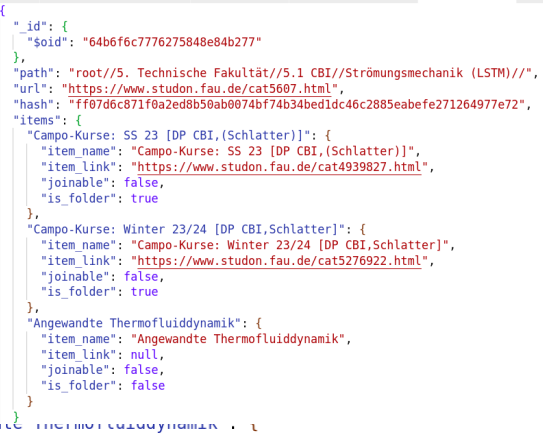 {
"_id": {
"$oid": "64b6f6c7776275848e84b277"
},
"path": "root//5. Technische Fakultät//5.1 CBI//Strömungsmechanik (LSTM)//",
"url": "https://www.studon.fau.de/cat5607.html",
"hash": "ff07d6c871f0a2ed8b50ab0074bf74b34bed1dc46c2885eabefe271264977e72",
"items": {
"Campo-Kurse: SS 23 [DP CBI,(Schlatter)]": {
"item_name": "Campo-Kurse: SS 23 [DP CBI,(Schlatter)]",
"item_link": "https://www.studon.fau.de/cat4939827.html",
"joinable": false,
"is_folder": true
},
"Campo-Kurse: Winter 23/24 [DP CBI,Schlatter]": {
"item_name": "Campo-Kurse: Winter 23/24 [DP CBI,Schlatter]",
"item_link": "https://www.studon.fau.de/cat5276922.html",
"joinable": false,
"is_folder": true
},
"Angewandte Thermofluiddynamik": {
"item_name": "Angewandte Thermofluiddynamik",
"item_link": null,
"joinable": false,
"is_folder": false
}
}
te Thermofluiddynamik": {